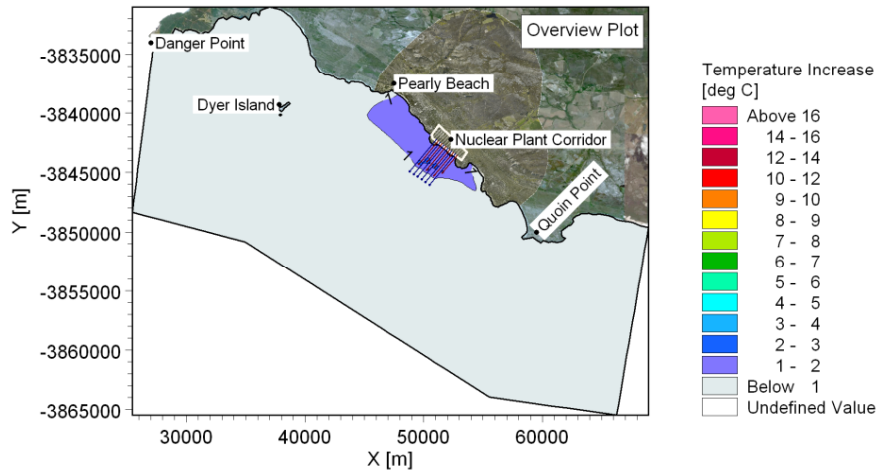 Overview Plot
Danger Point
Pearly Beach
Dyer Island
Nuclear Plant Corridor
Quoin Point
-3835000
-3840000
-3845000
-3850000
-3855000
-3860000
-3865000
Y [m]
30000 40000 50000 60000
X [m]
Temperature Increase
[deg C]
Above 16
14 - 16
12 - 14
10 - 12
9 - 10
8 - 9
7 - 8
6 - 7
5 - 6
4 - 5
3 - 4
2 - 3
1 - 2
Below 1
Undefined Value